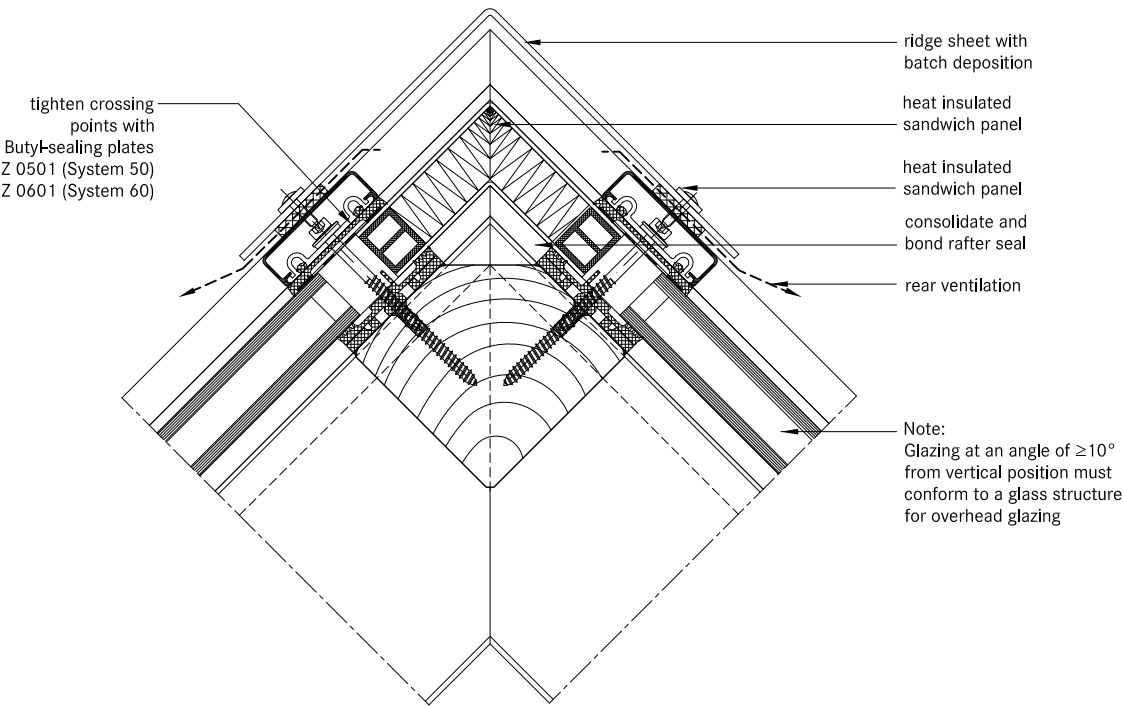 tighten crossing
points with
Butyl-sealing plates
Z 0501 (System 50)
Z 0601 (System 60)
ridge sheet with
batch deposition
heat insulated
sandwich panel
heat insulated
sandwich panel
consolidate and
bond rafter seal
rear ventilation
Note:
Glazing at an angle of ≥10°
from vertical position must
conform to a glass structure
for overhead glazing